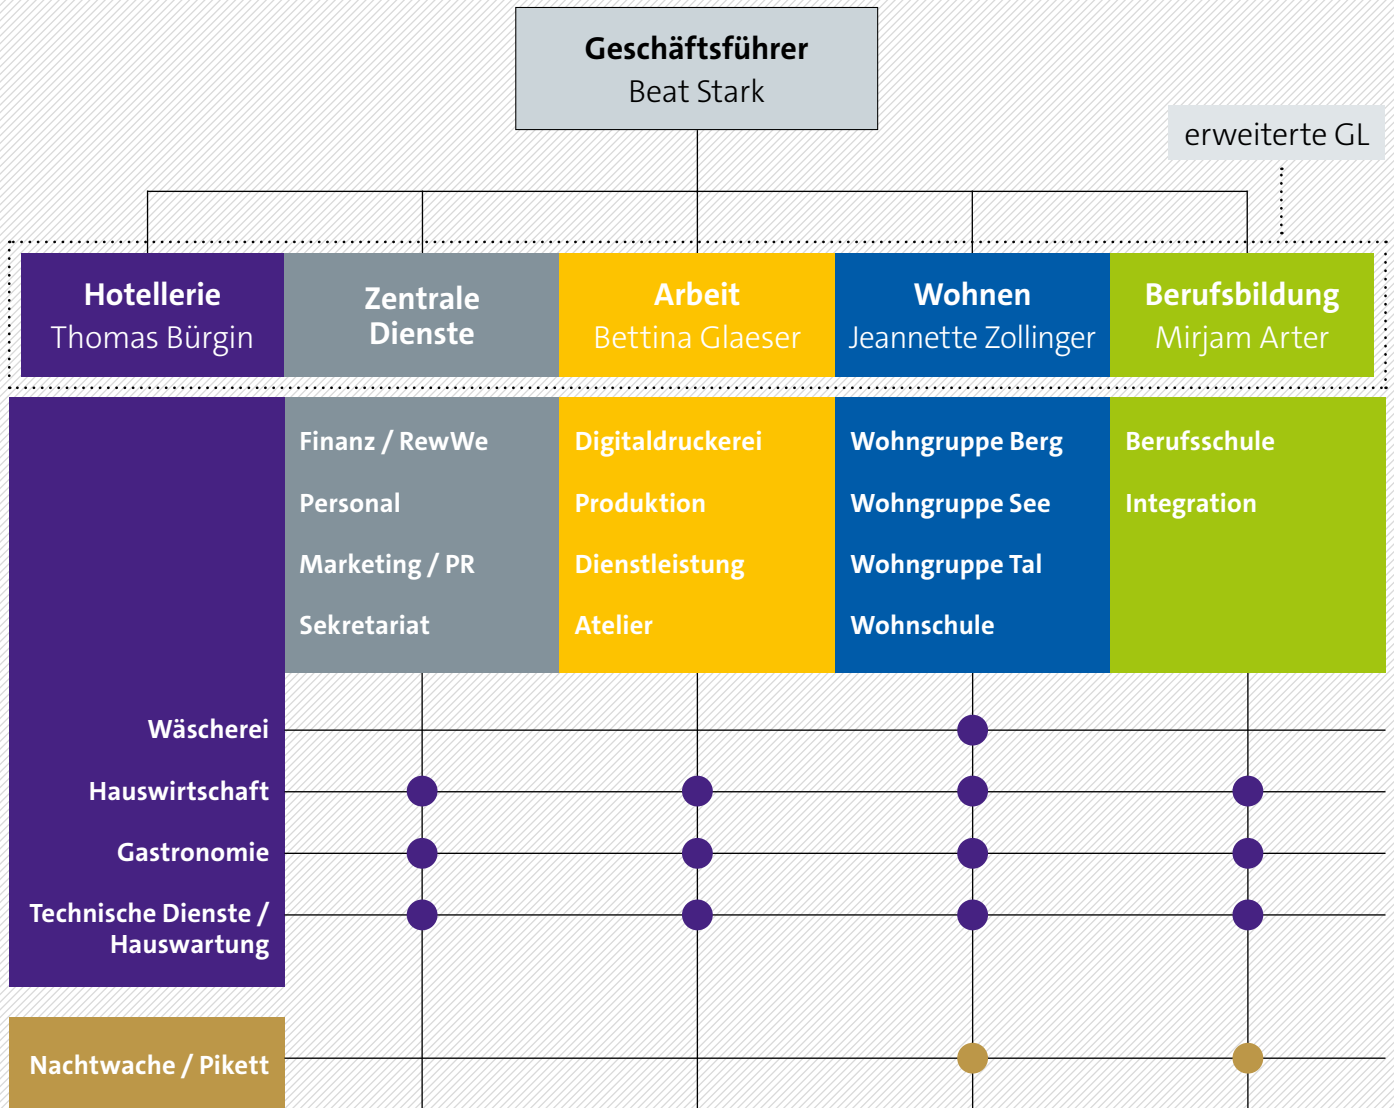 Geschäftsführer
Beat Stark
erweiterte GL
Hotellerie
Thomas Bürgin
Zentrale
Dienste
Arbeit
Bettina Glaeser
Wohnen
Jeannette Zollinger
Berufsbildung
Mirjam Arter
Finanz / RewWe
Personal
Marketing / PR
Sekretariat
Digitaldruckerei
Produktion
Dienstleistung
Atelier
Wohngruppe Berg
Wohngruppe See
Wohngruppe Tal
Wohnschule
Berufsschule
Integration
Wäscherei
Hauswirtschaft
Gastronomie
Technische Dienste /
Hauswartung
Nachtwache / Pikett